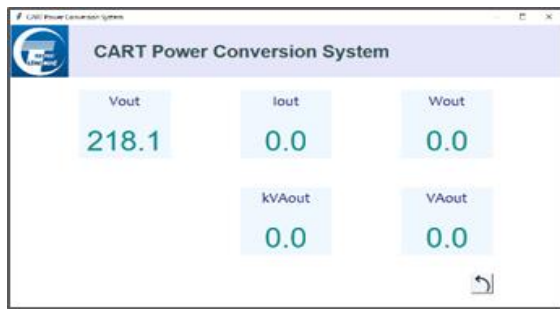 CART Power Conversion System
CART Power Conversion System
Vout
Iout
Wout
218.1
0.0
0.0
kVAout
VAout
0.0
0.0